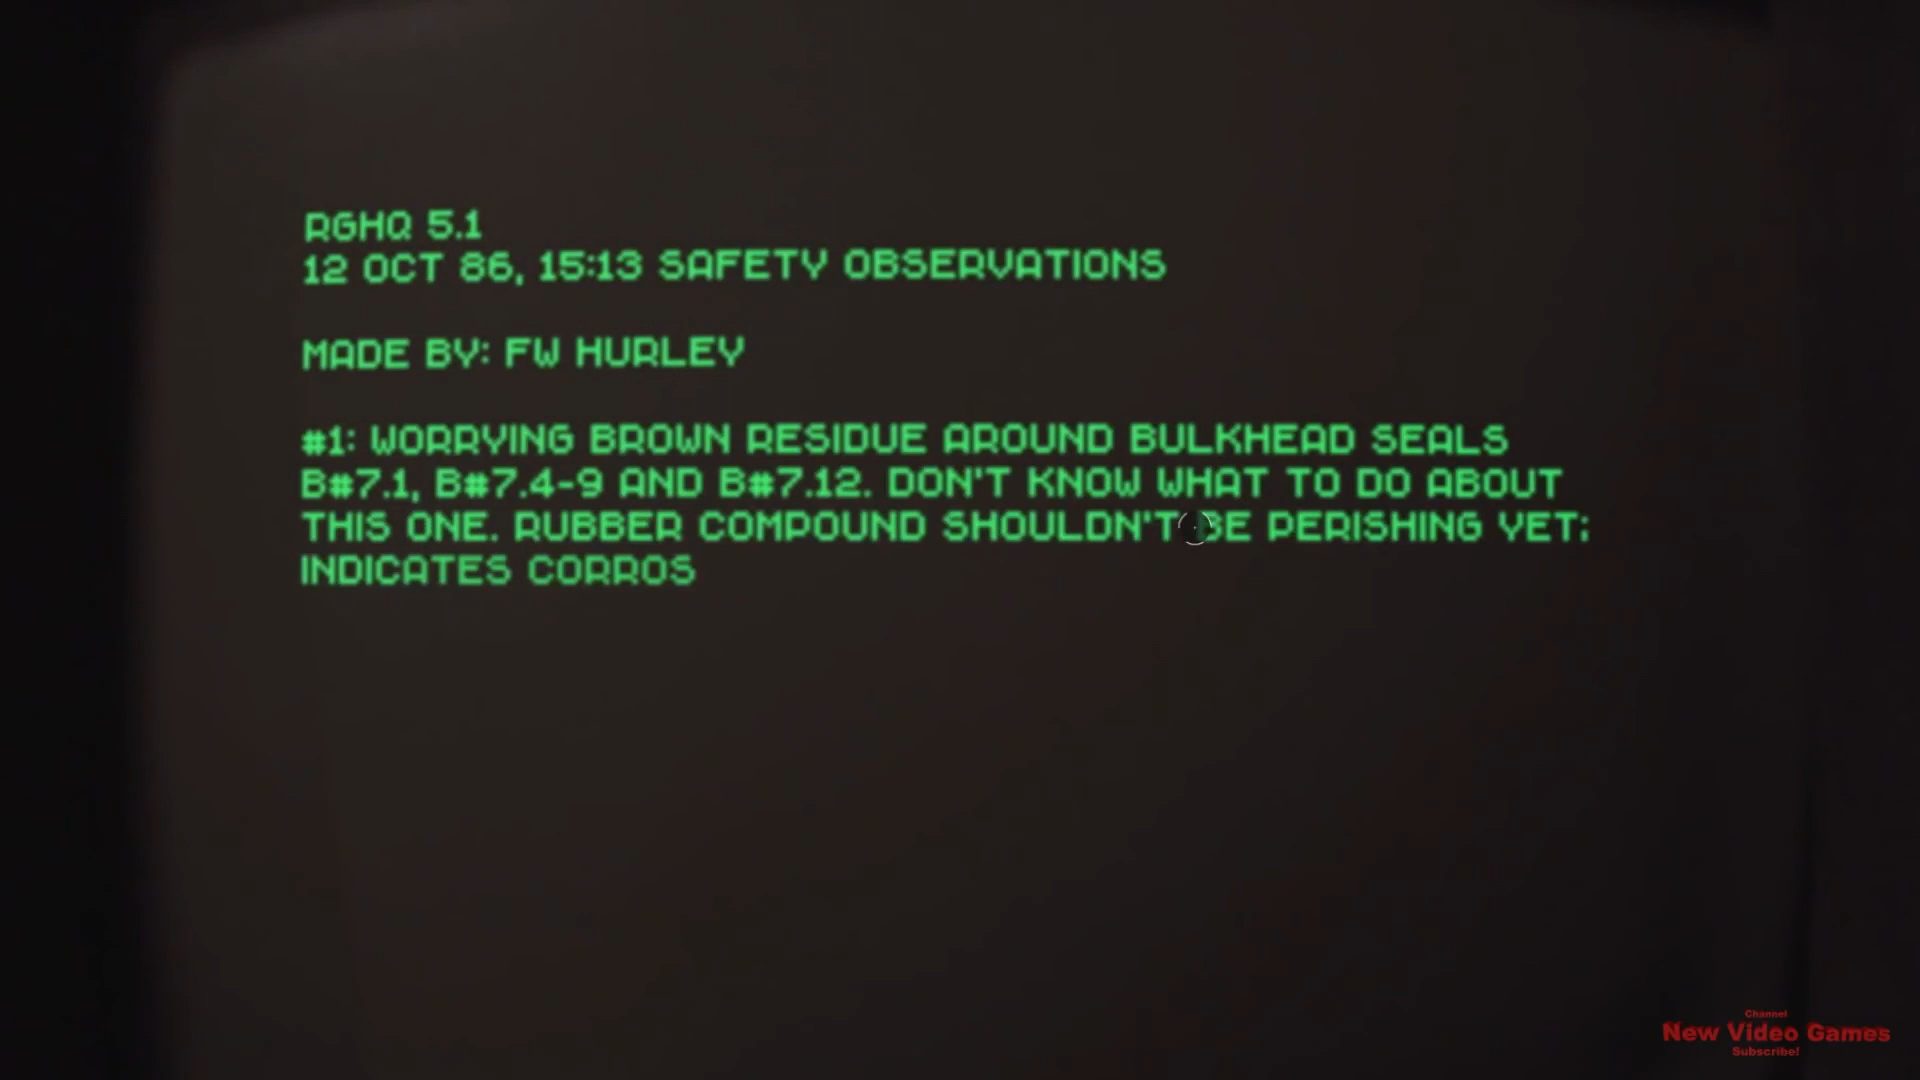 RGHQ 5.1
12 OCT 86, 15:13 SAFETY OBSERVATIONS
MADE BY: FW HURLEY
#1: WORRYING BROWN RESIDUE AROUND BULKHEAD SEALS
B#7.1, B#7.4-9 AND B#7.12. DON'T KNOW WHAT TO DO ABOUT
THIS ONE. RUBBER COMPOUND SHOULDN'T BE PERISHING YET;
INDICATES CORROS
Channel
New Video Games
Subscribe!